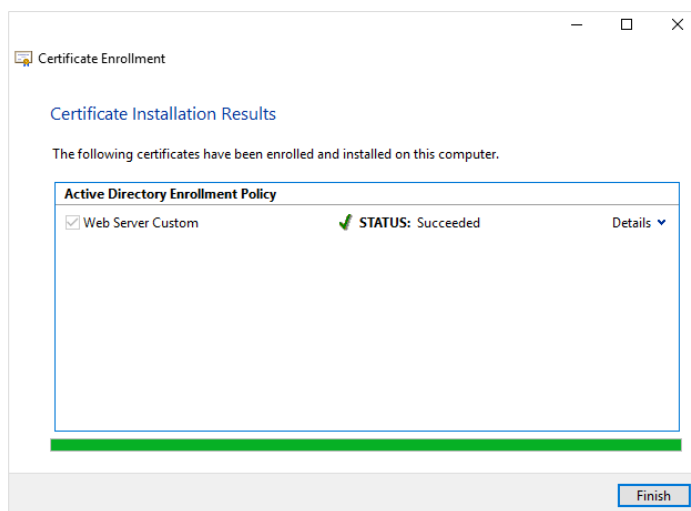 Certificate Enrollment
Certificate Installation Results
The following certificates have been enrolled and installed on this computer.
Active Directory Enrollment Policy
Web Server Custom STATUS: Succeeded Details
Finish